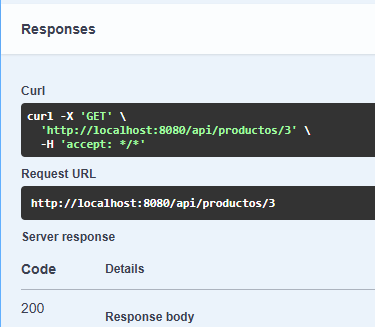 Responses
Curl
curl -X 'GET' \
  'http://localhost:8080/api/productos/3' \
  -H 'accept: */*'
Request URL
http://localhost:8080/api/productos/3
Server response
Code Details
200
Response body